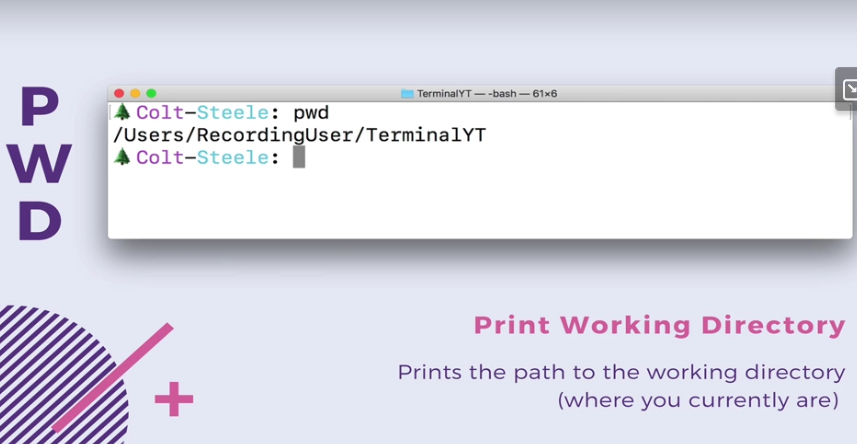 P
W
D
TerminalYT — -bash — 61×6
🌲Colt-Steele: pwd
/Users/RecordingUser/TerminalYT
🌲Colt-Steele:
Print Working Directory
Prints the path to the working directory
(where you currently are)